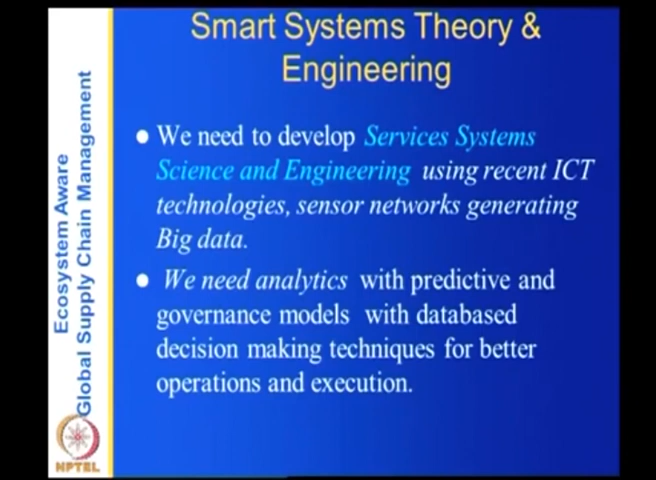 Smart Systems Theory &
Engineering
We need to develop Services Systems
Science and Engineering using recent ICT
technologies, sensor networks generating
Big data.
We need analytics with predictive and
governance models with databased
decision making techniques for better
operations and execution.
Ecosystem Aware
Global Supply Chain Management
NPTEL